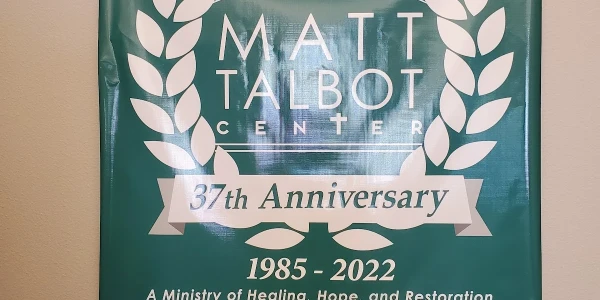 MATT
TALBOT
CENTER
37th Anniversary
1985 - 2022
A Ministry of Healing, Hope, and Restoration